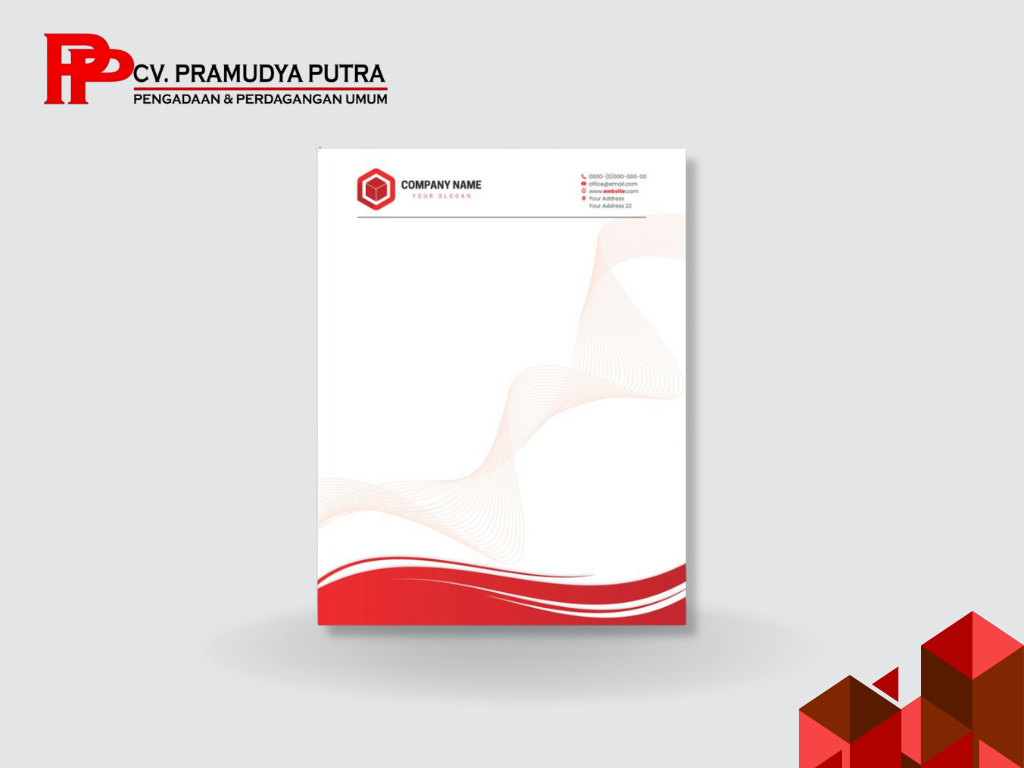 PP
CV. PRAMUDYA PUTRA
PENGADAAN & PERDAGANGAN UMUM
COMPANY NAME
YOUR SLOGAN
0000-(0)000-000-00
office@email.com
www.website.com
Your Address
Your Address 22